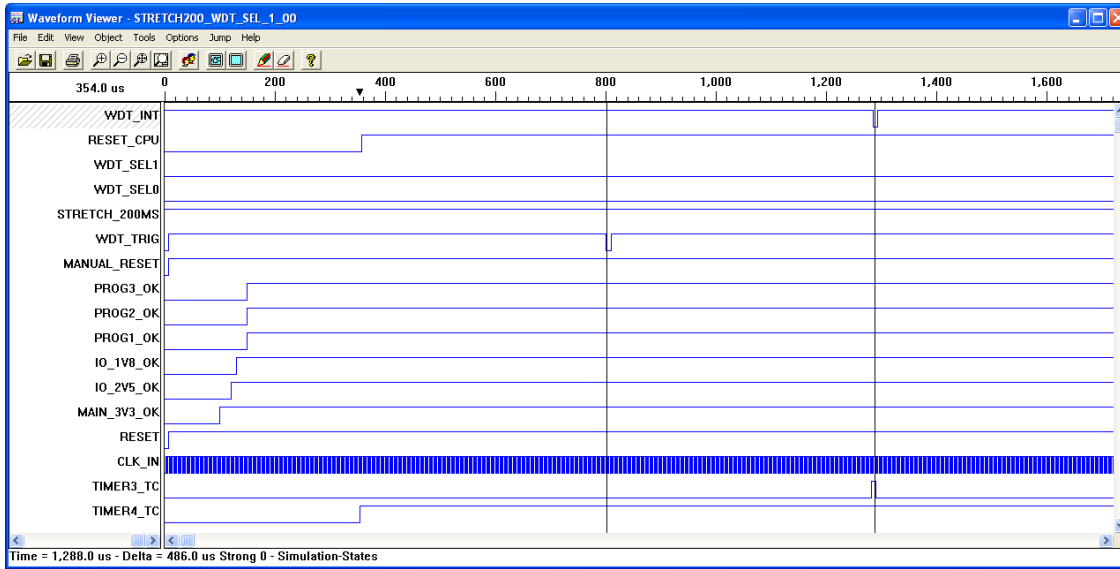 Waveform Viewer - STRETCH200_WDT_SEL_1_00
File Edit View Object Tools Options Jump Help
354.0 us 0 200 400 600 800 1,000 1,200 1,400 1,600
WDT_INT
RESET_CPU
WDT_SEL1
WDT_SEL0
STRETCH_200MS
WDT_TRIG
MANUAL_RESET
PROG3_OK
PROG2_OK
PROG1_OK
IO_1V8_OK
IO_2V5_OK
MAIN_3V3_OK
RESET
CLK_IN
TIMER3_TC
TIMER4_TC
Time = 1,288.0 us - Delta = 486.0 us Strong 0 - Simulation-States